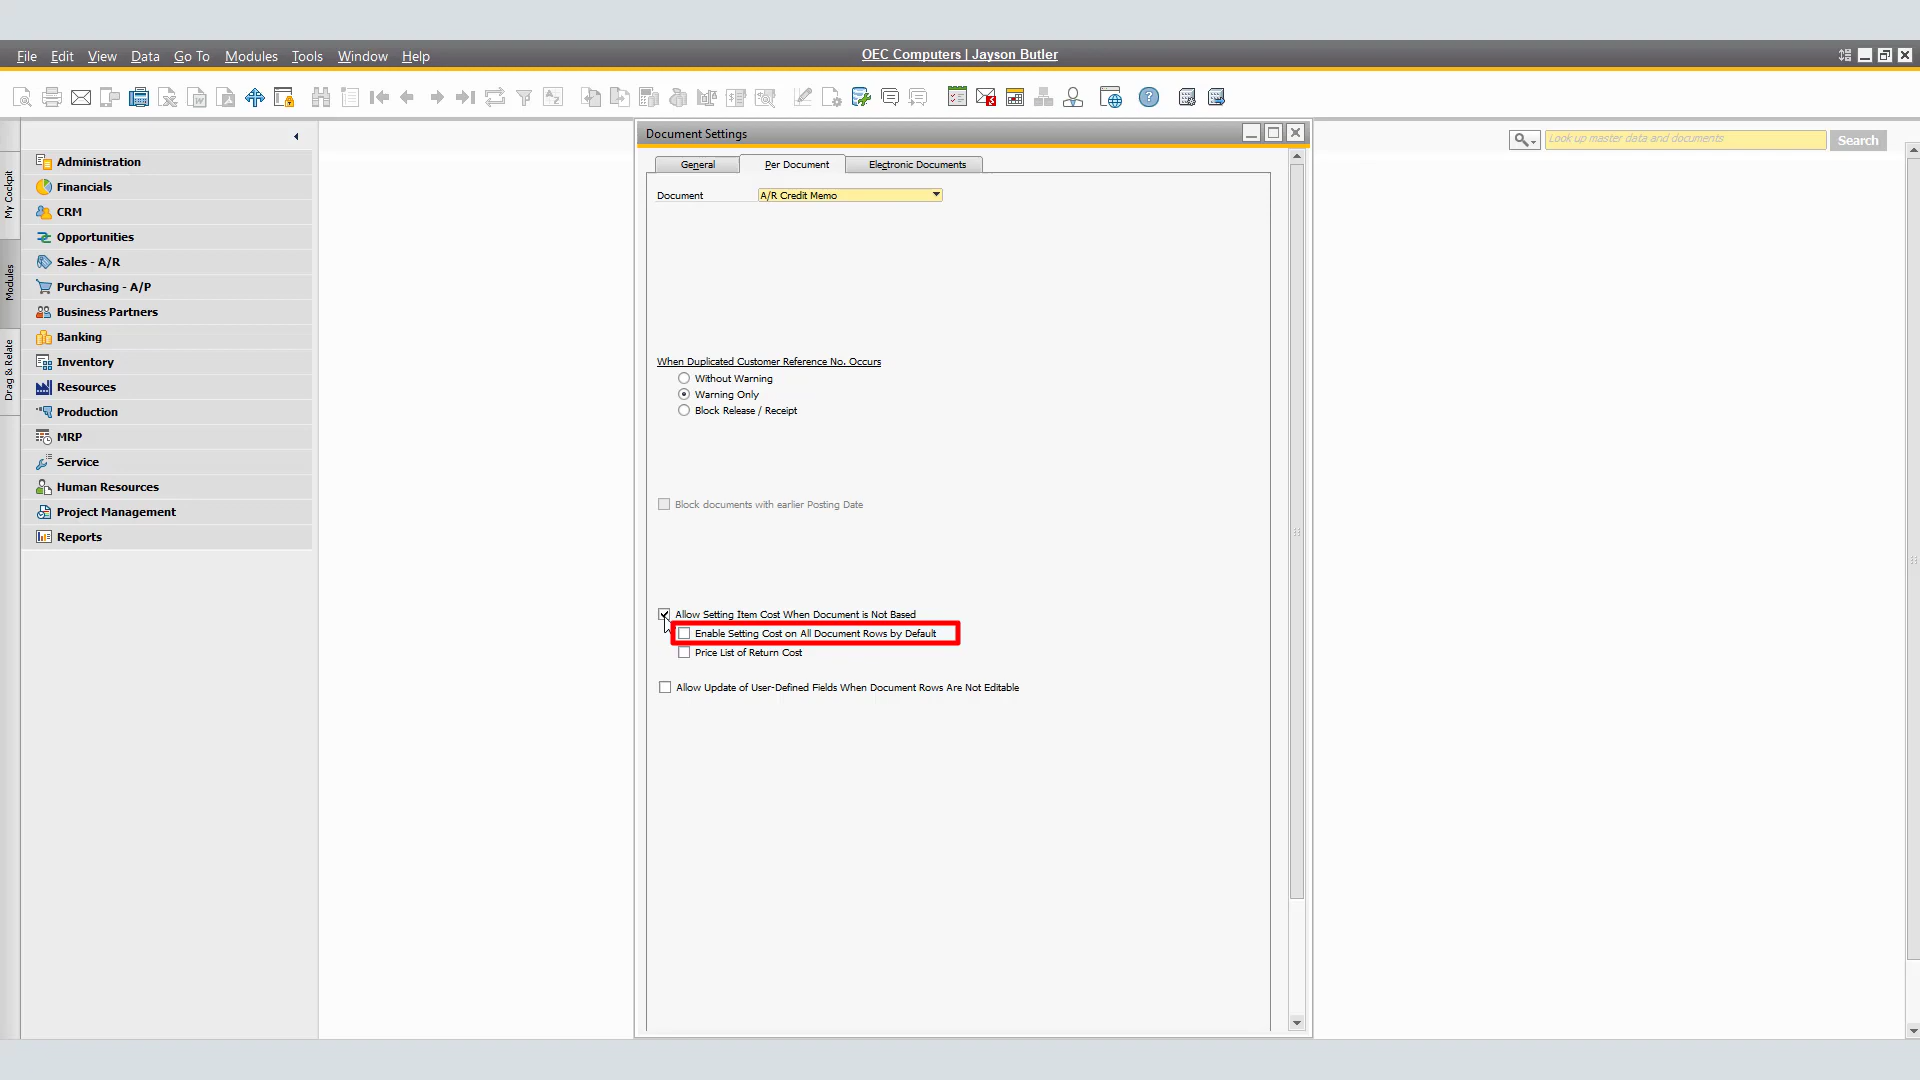 File Edit View Data Go To Modules Tools Window Help
OEC Computers | Jayson Butler
Look up master data and documents
Search
My Cockpit
Modules
Drag & Relate
Administration
Financials
CRM
Opportunities
Sales - A/R
Purchasing - A/P
Business Partners
Banking
Inventory
Resources
Production
MRP
Service
Human Resources
Project Management
Reports
Document Settings
General Per Document Electronic Documents
Document A/R Credit Memo
When Duplicated Customer Reference No. Occurs
Without Warning
Warning Only
Block Release / Receipt
Block documents with earlier Posting Date
Allow Setting Item Cost When Document is Not Based
Enable Setting Cost on All Document Rows by Default
Price List of Return Cost
Allow Update of User-Defined Fields When Document Rows Are Not Editable